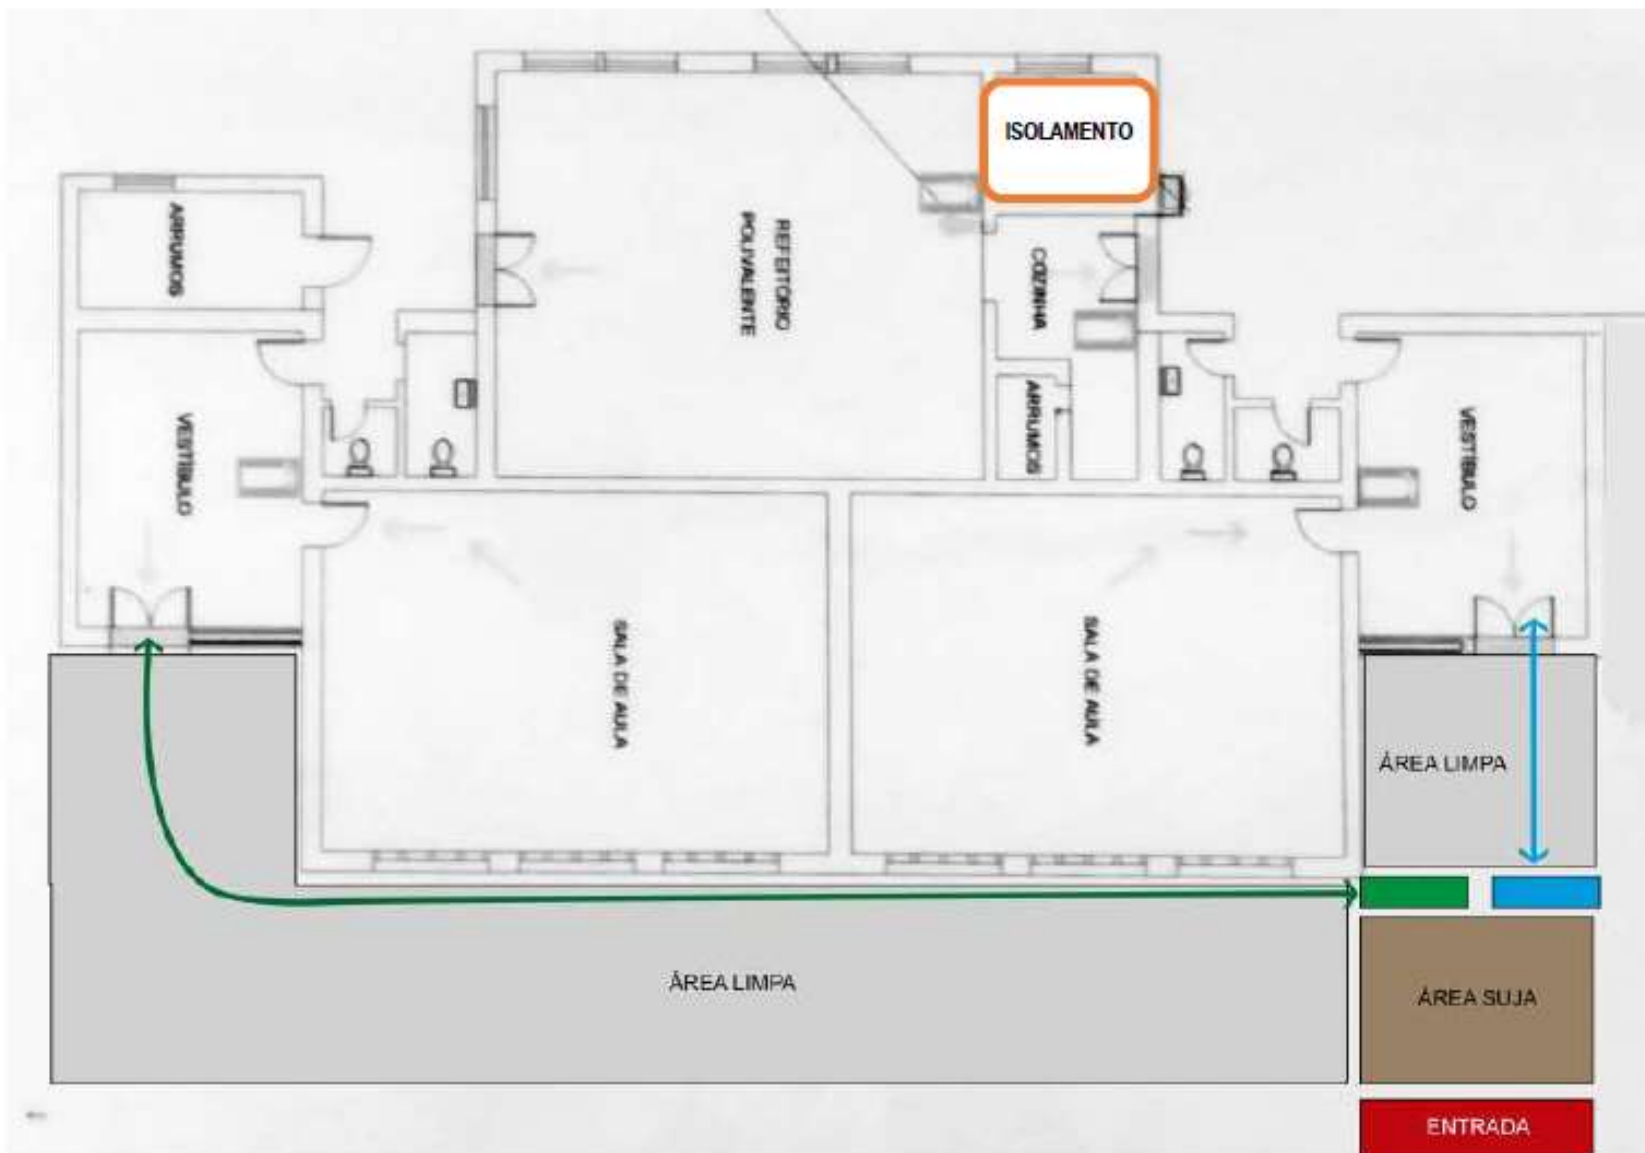 ISOLAMENTO
ARRUMOS
REFEITÓRIO
POLIVALENTE
COZINHA
ARRUMOS
VESTÍBULO
VESTÍBULO
SALA DE AULA
SALA DE AULA
ÁREA LIMPA
ÁREA LIMPA
ÁREA SUJA
ENTRADA